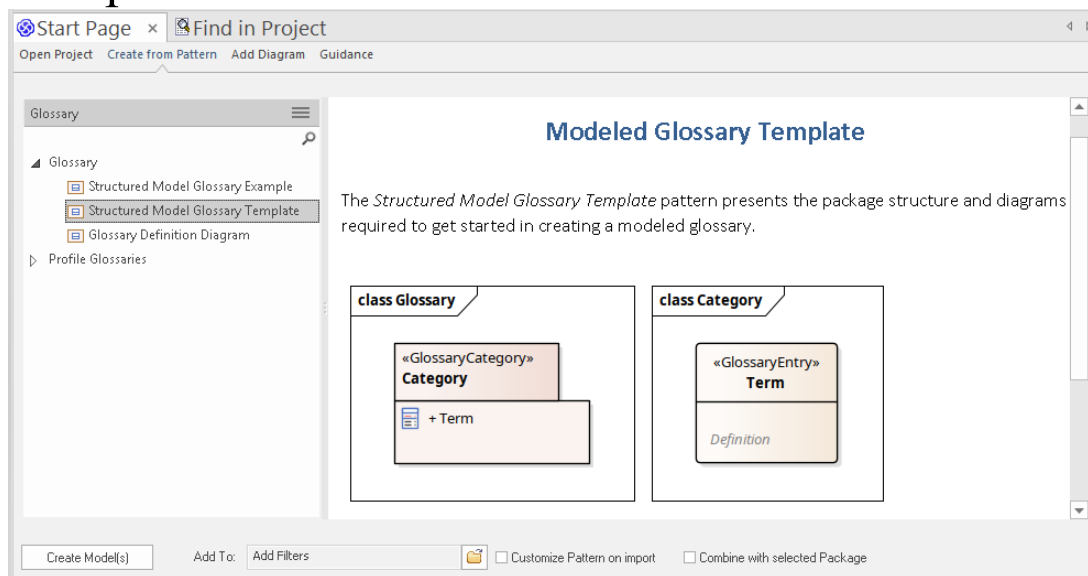 Start Page × Find in Project
Open Project Create from Pattern Add Diagram Guidance
Glossary
Glossary
Structured Model Glossary Example
Structured Model Glossary Template
Glossary Definition Diagram
Profile Glossaries
Modeled Glossary Template
The Structured Model Glossary Template pattern presents the package structure and diagrams
required to get started in creating a modeled glossary.
class Glossary
«GlossaryCategory»
Category
+ Term
class Category
«GlossaryEntry»
Term
Definition
Create Model(s) Add To: Add Filters Customize Pattern on import Combine with selected Package